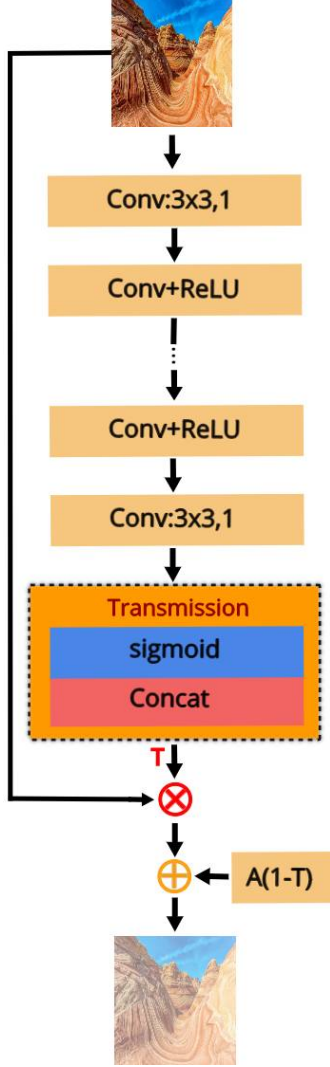 Conv:3x3,1
Conv+ReLU
Conv+ReLU
Conv:3x3,1
Transmission
sigmoid
Concat
T
A(1-T)